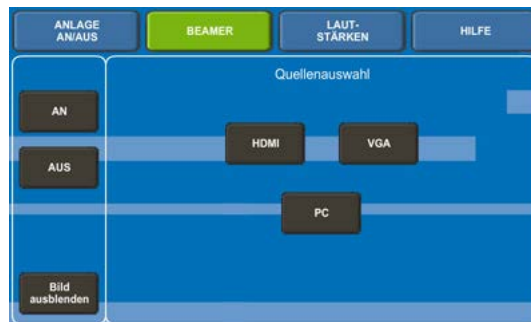 ANLAGE
AN/AUS
BEAMER
LAUT-
STÄRKEN
HILFE
Quellenauswahl
AN
HDMI
VGA
AUS
PC
Bild
ausblenden